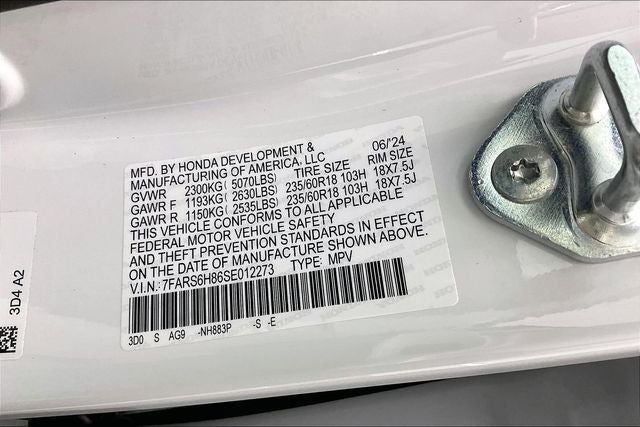 MFD. BY HONDA DEVELOPMENT & 06/'24
MANUFACTURING OF AMERICA, LLC
GVWR 2300KG( 5070LBS) TIRE SIZE RIM SIZE
GAWR F 1193KG( 2630LBS) 235/60R18 103H 18X7.5J
GAWR R 1150KG( 2535LBS) 235/60R18 103H 18X7.5J
THIS VEHICLE CONFORMS TO ALL APPLICABLE
FEDERAL MOTOR VEHICLE SAFETY
AND THEFT PREVENTION STANDARDS IN EFFECT
ON THE DATE OF MANUFACTURE SHOWN ABOVE.
V.I.N.: 7FARS6H86SE012273 TYPE: MPV
3D0 S AG9 -NH883P -S -E
3D4 A2